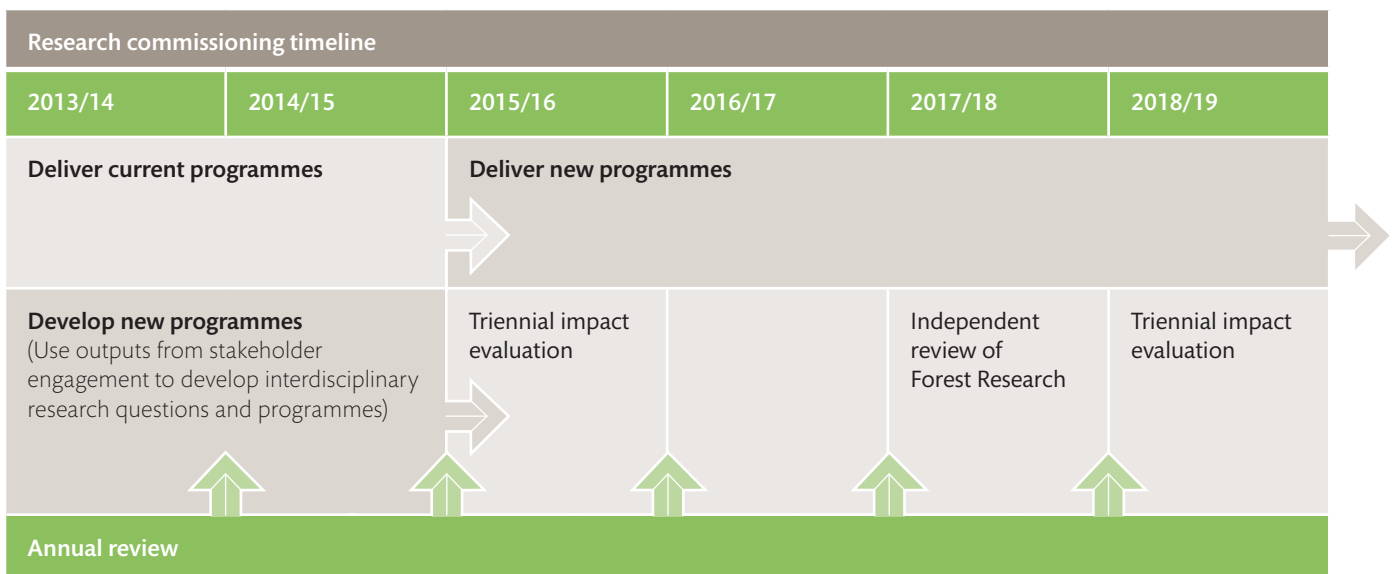 Research commissioning timeline
2013/14
2014/15
2015/16
2016/17
2017/18
2018/19
Deliver current programmes
Deliver new programmes
Develop new programmes
(Use outputs from stakeholder
engagement to develop interdisciplinary
research questions and programmes)
Triennial impact
evaluation
Independent
review of
Forest Research
Triennial impact
evaluation
Annual review